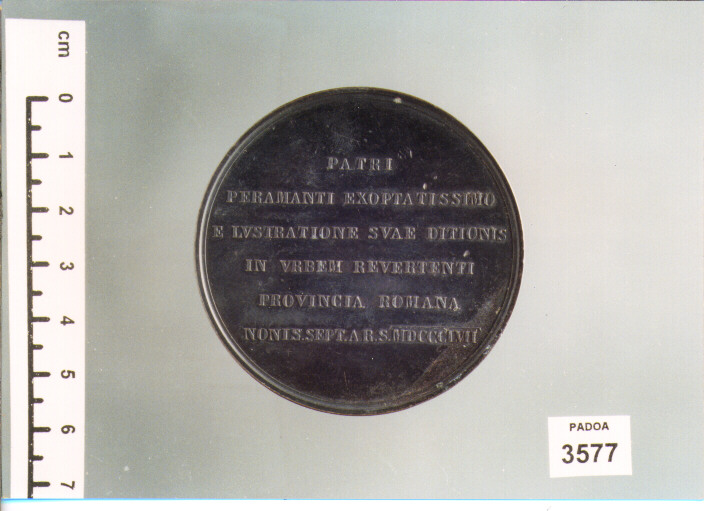 cm
0
1
2
3
4
5
6
7
PATRI
PERAMANTI EXOPTATISSIMO
E LVSTRATIONE SVAE DITIONIS
IN VRBEM REVERTENTI
PROVINCIA ROMANA
NONIS.SEPT.A R.S.MDCCCLVII
PADOA
3577